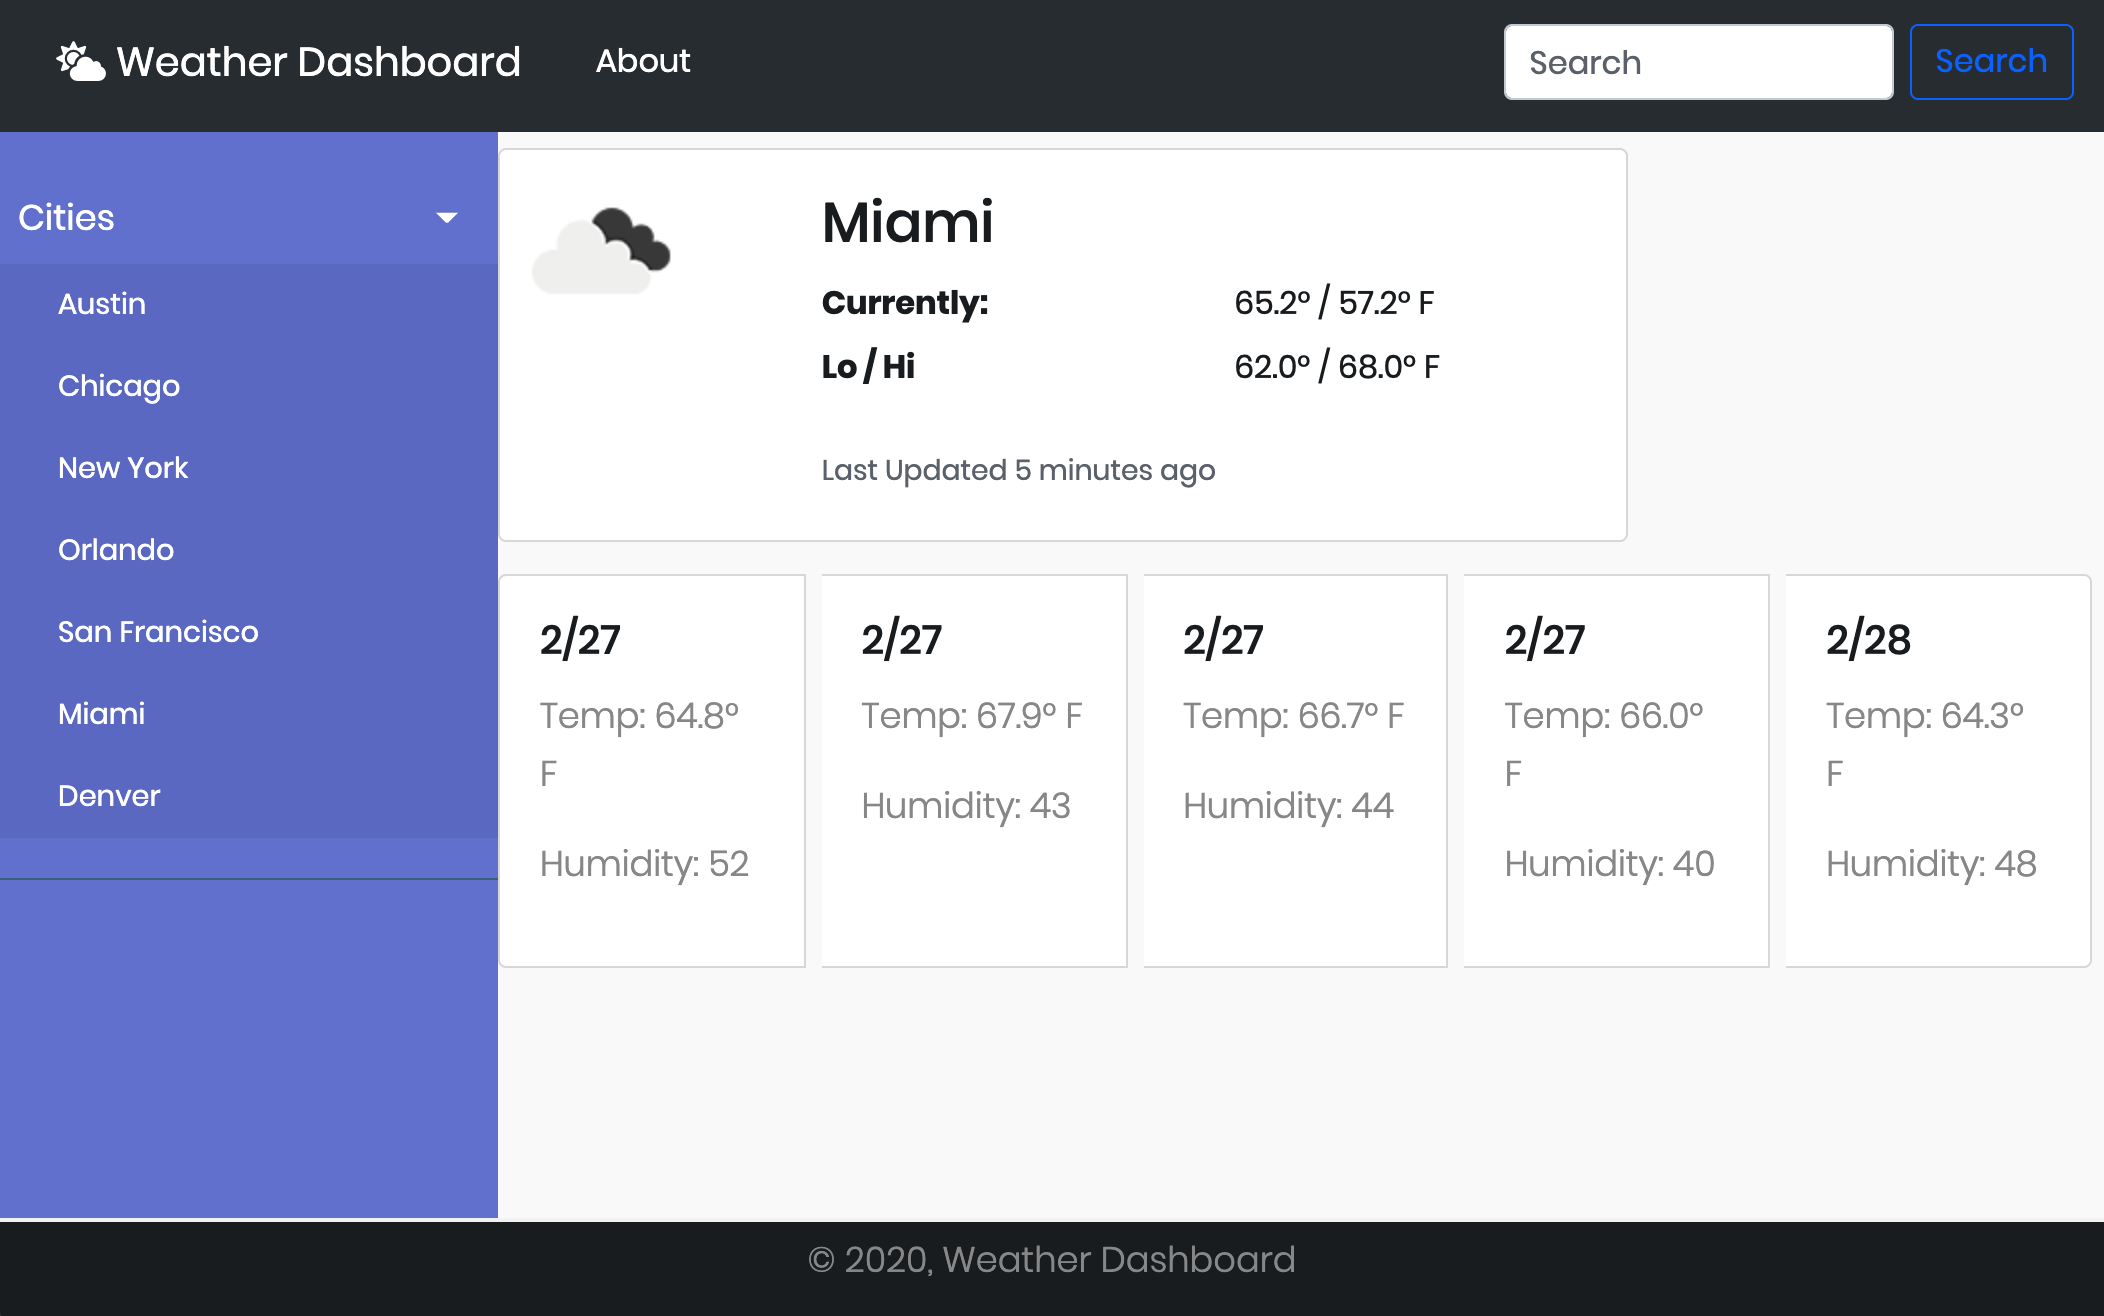 Weather Dashboard
About
Search
Search
Cities
Austin
Chicago
New York
Orlando
San Francisco
Miami
Denver
Miami
Currently: 65.2° / 57.2° F
Lo / Hi 62.0° / 68.0° F
Last Updated 5 minutes ago
2/27
Temp: 64.8°
F
Humidity: 52
2/27
Temp: 67.9° F
Humidity: 43
2/27
Temp: 66.7° F
Humidity: 44
2/27
Temp: 66.0°
F
Humidity: 40
2/28
Temp: 64.3°
F
Humidity: 48
© 2020, Weather Dashboard